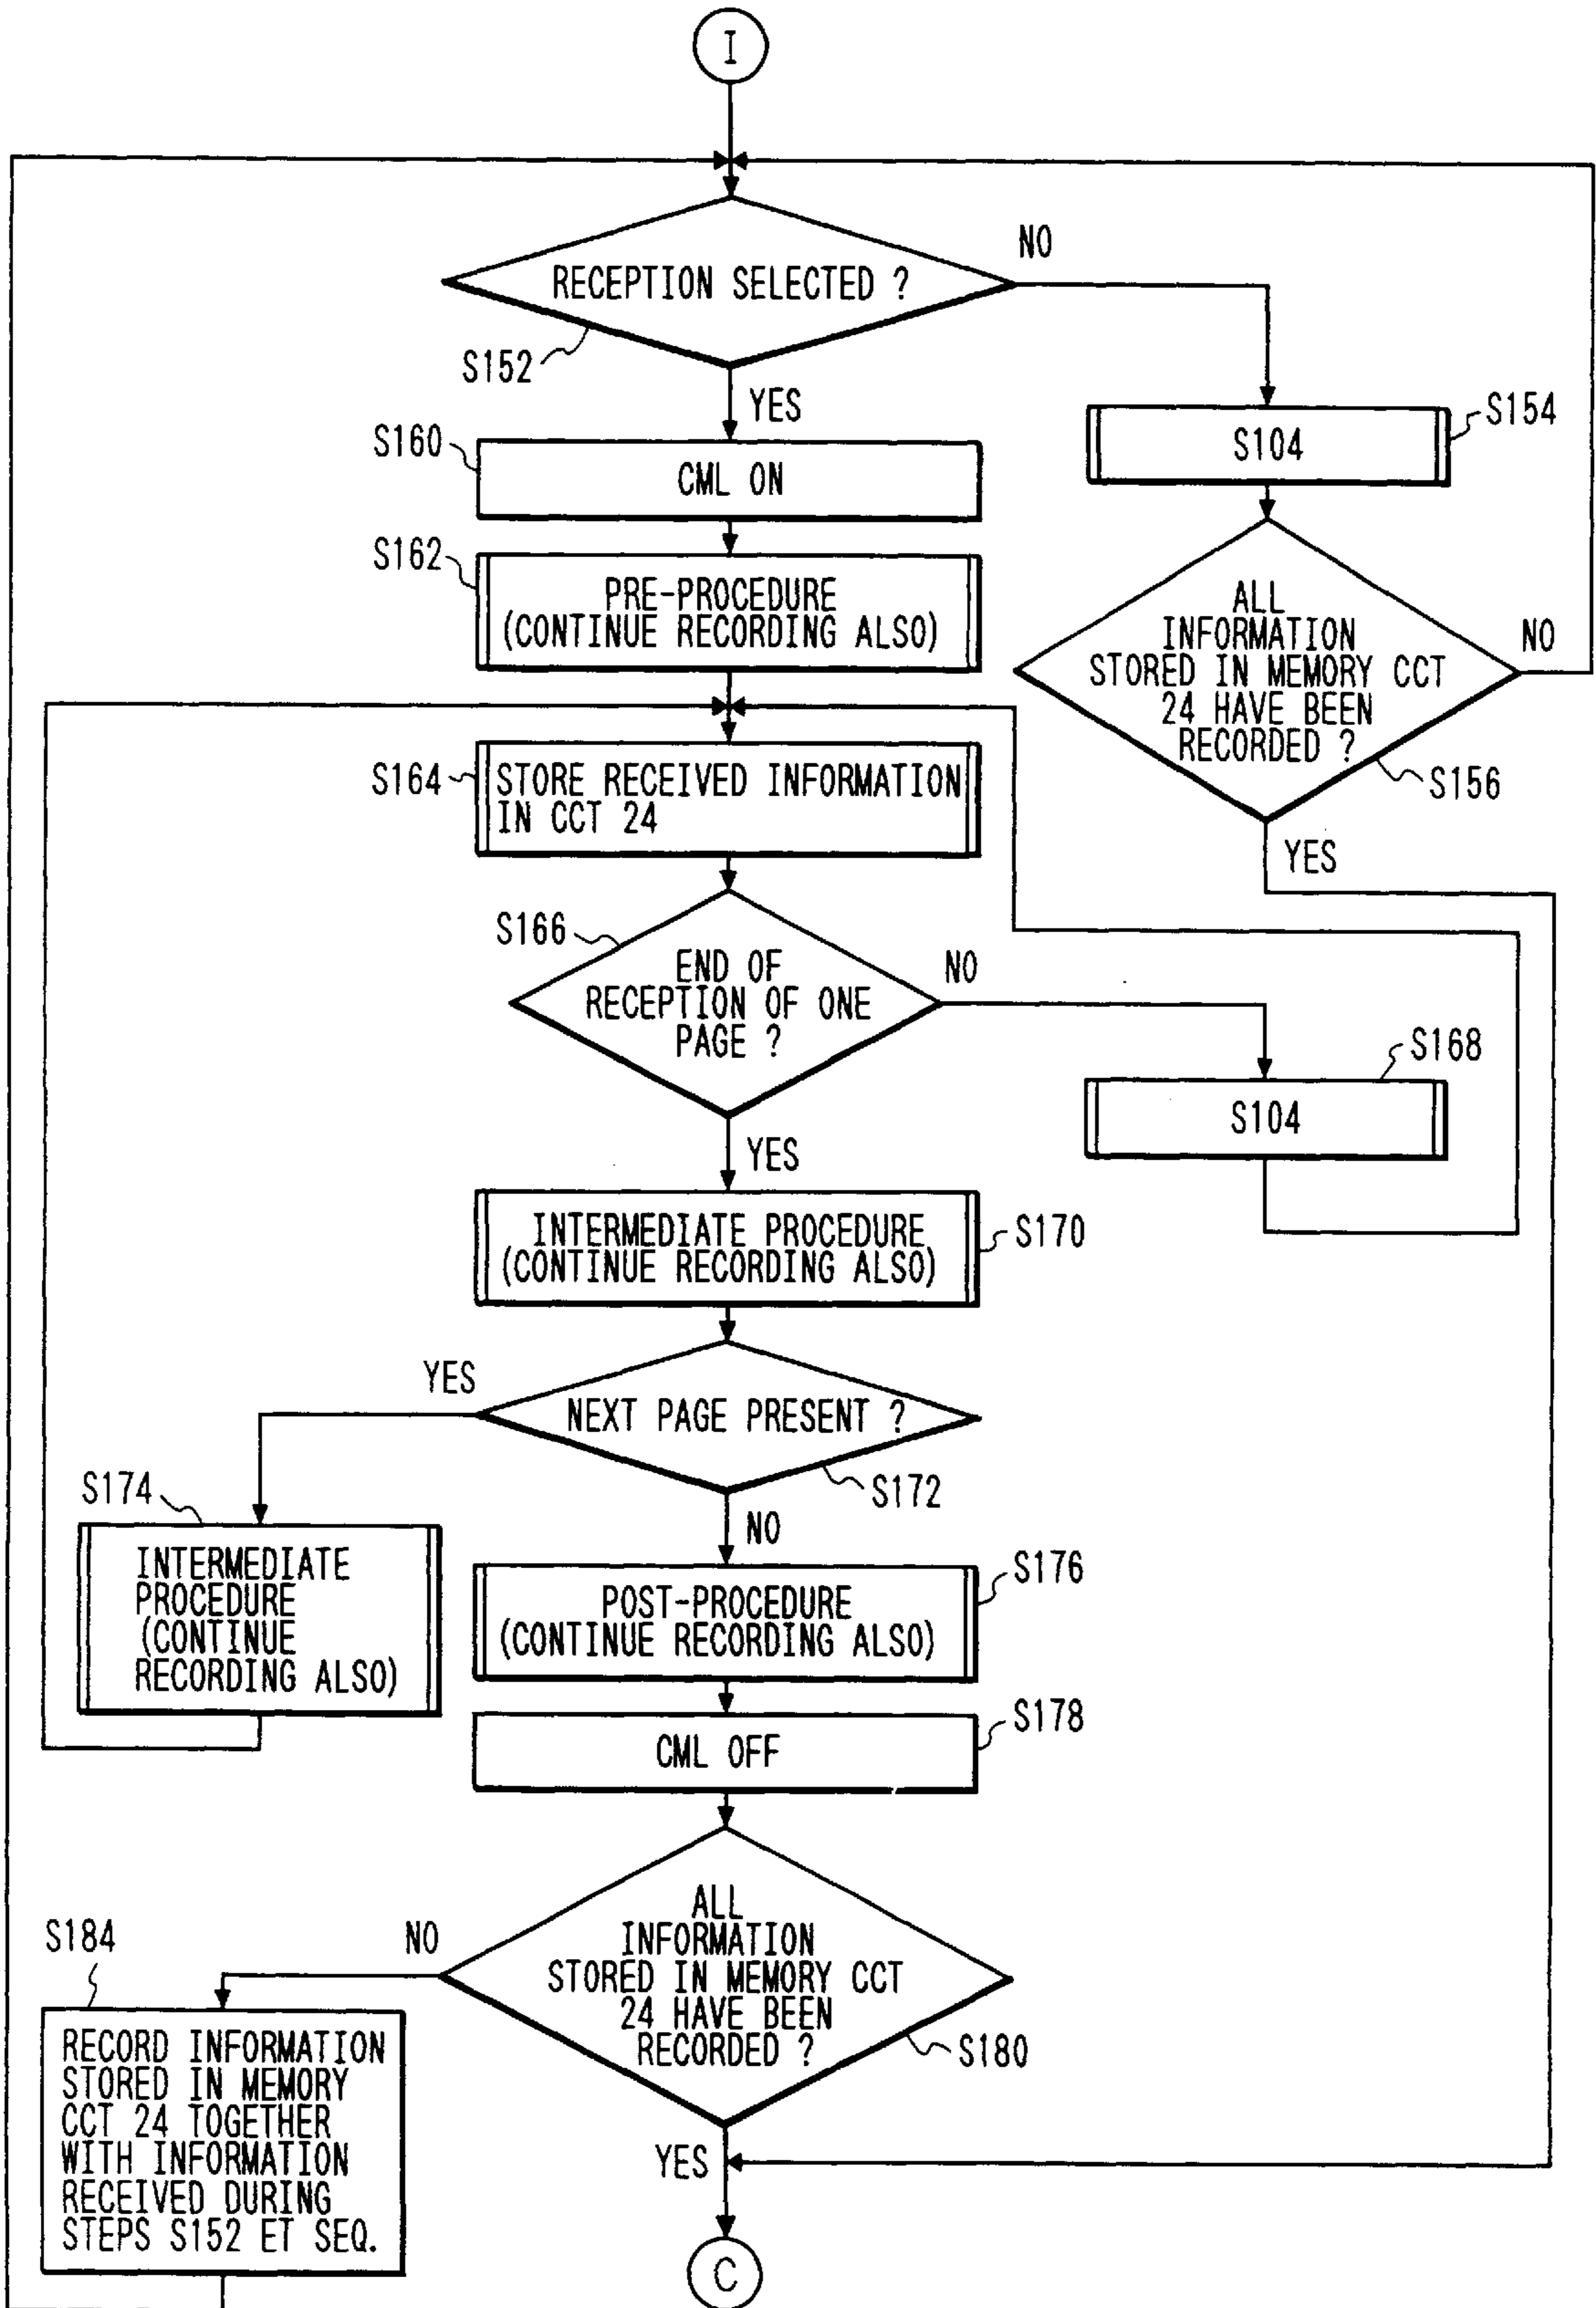 I
RECEPTION SELECTED ?
NO
S152
YES
S160
CML ON
S154
S104
S162
PRE-PROCEDURE
(CONTINUE RECORDING ALSO)
ALL
INFORMATION
STORED IN MEMORY CCT
24 HAVE BEEN
RECORDED ?
NO
S156
YES
S164
STORE RECEIVED INFORMATION
IN CCT 24
S166
END OF
RECEPTION OF ONE
PAGE ?
NO
S168
S104
YES
INTERMEDIATE PROCEDURE
(CONTINUE RECORDING ALSO)
S170
YES
NEXT PAGE PRESENT ?
S172
S174
INTERMEDIATE
PROCEDURE
(CONTINUE
RECORDING ALSO)
NO
POST-PROCEDURE
(CONTINUE RECORDING ALSO)
S176
CML OFF
S178
ALL
INFORMATION
STORED IN MEMORY CCT
24 HAVE BEEN
RECORDED ?
S180
NO
S184
RECORD INFORMATION
STORED IN MEMORY
CCT 24 TOGETHER
WITH INFORMATION
RECEIVED DURING
STEPS S152 ET SEQ.
YES
C